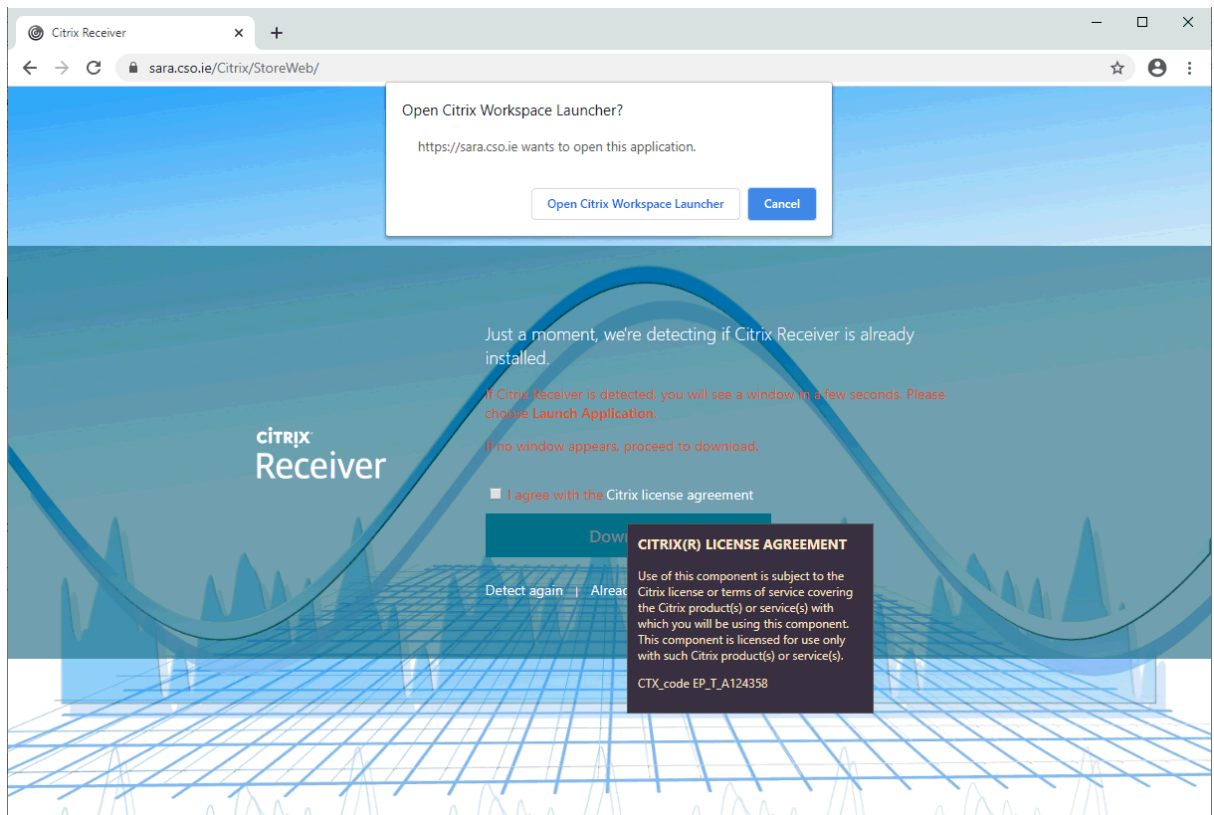 Citrix Receiver
sara.cso.ie/Citrix/StoreWeb/
Open Citrix Workspace Launcher?
https://sara.cso.ie wants to open this application.
Open Citrix Workspace Launcher
Cancel
Just a moment, we're detecting if Citrix Receiver is already
installed.
If Citrix Receiver is detected, you will see a window in a few seconds. Please
choose Launch Application.
If no window appears, proceed to download.
CİTRIX
Receiver
I agree with the Citrix license agreement
CITRIX(R) LICENSE AGREEMENT
Use of this component is subject to the
Citrix license or terms of service covering
the Citrix product(s) or service(s) with
which you will be using this component.
This component is licensed for use only
with such Citrix product(s) or service(s).
CTX_code EP_T_A124358
Detect again |